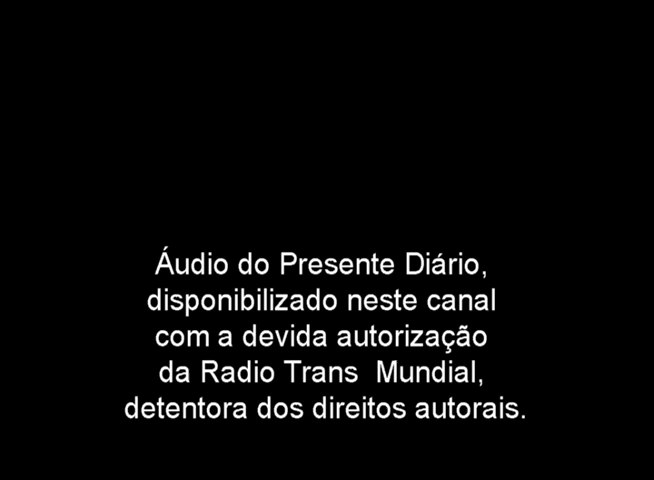 Áudio do Presente Diário,
disponibilizado neste canal
com a devida autorização
da Radio Trans Mundial,
detentora dos direitos autorais.